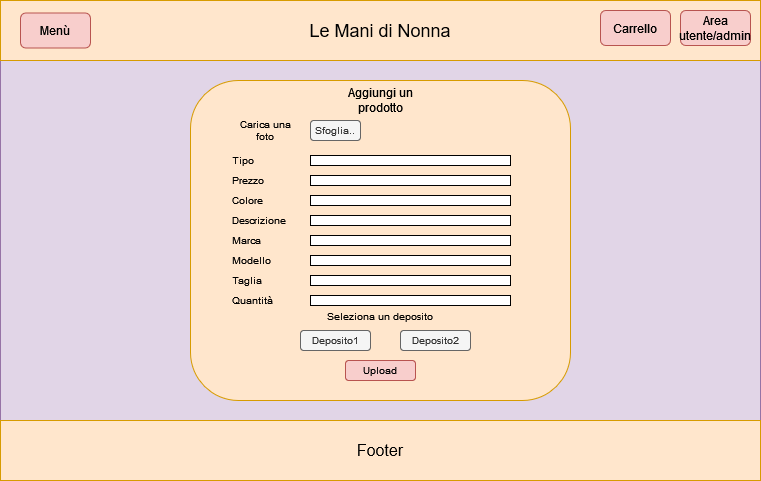 Menù
Le Mani di Nonna
Carrello
Area
utente/admin
Aggiungi un
prodotto
Carica una
foto
Sfoglia..
Tipo
Prezzo
Colore
Descrizione
Marca
Modello
Taglia
Quantità
Seleziona un deposito
Deposito1
Deposito2
Upload
Footer